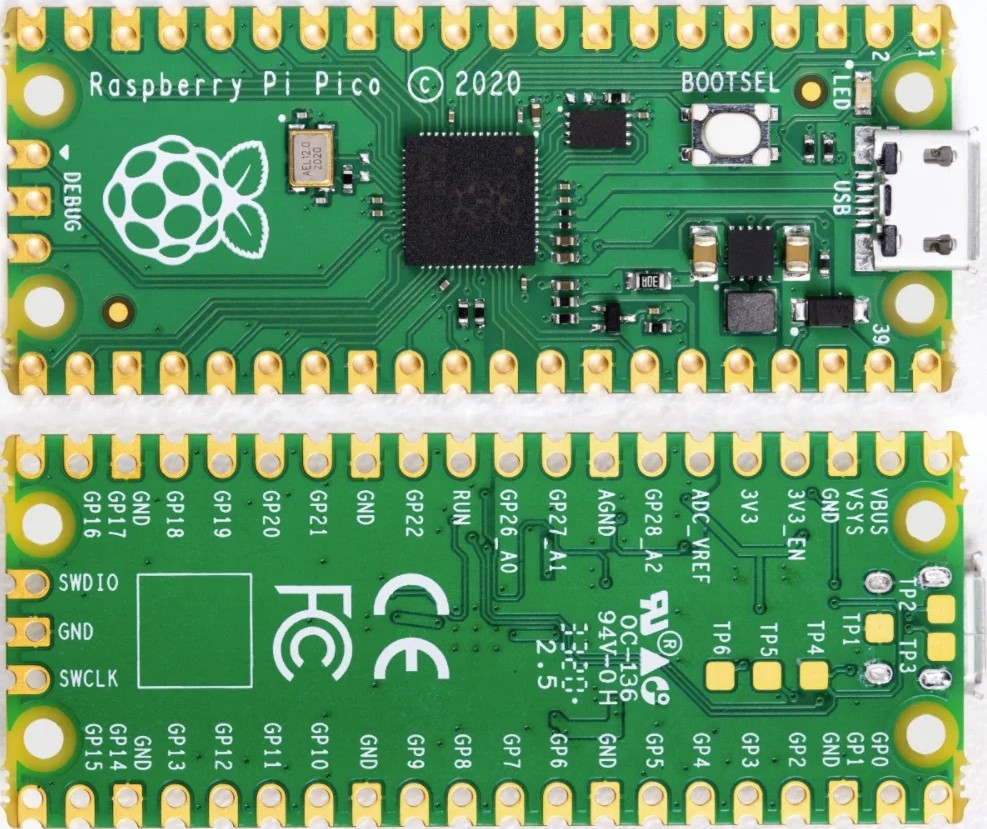 2
1
Raspberry Pi Pico © 2020
BOOTSEL
LED
AEL12.0
2020
DEBUG
USB
39
GP16
GP17
GND
GP18
GP19
GP20
GP21
GND
GP22
RUN
GP26_A0
GP27_A1
AGND
GP28_A2
ADC_VREF
3V3
3V3_EN
GND
VSYS
VBUS
SWDIO
GND
SWCLK
FC
CE
2.5
94V-0H
OC-136
®
TP6
TP5
TP4
TP1
TP2
TP3
GP15
GP14
GND
GP13
GP12
GP11
GP10
GND
GP9
GP8
GP7
GP6
GND
GP5
GP4
GP3
GP2
GND
GP1
GP0